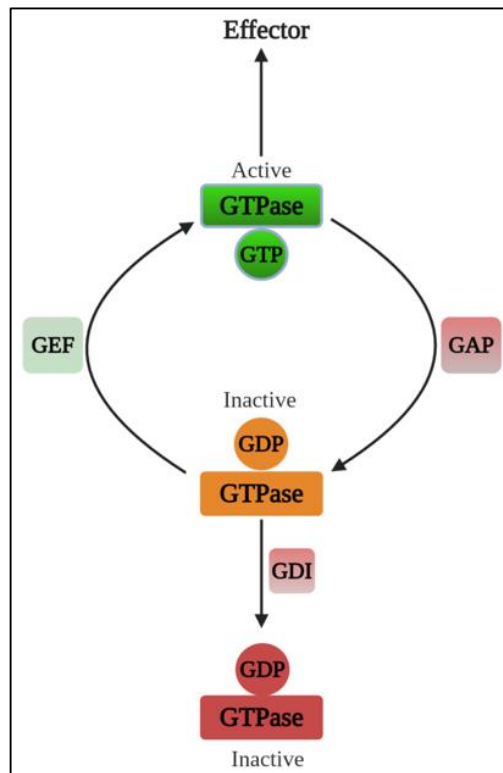 Effector
Active
GTPase
GTP
GEF
GAP
Inactive
GDP
GTPase
GDI
GDP
GTPase
Inactive